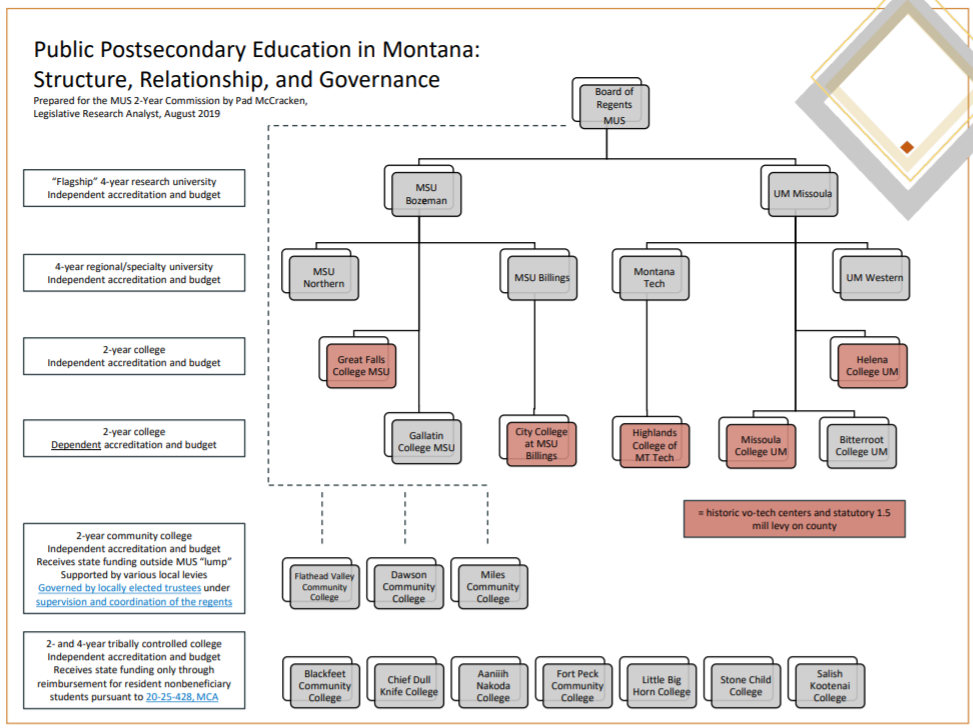 Public Postsecondary Education in Montana:
Structure, Relationship, and Governance
Prepared for the MUS 2-Year Commission by Pad McCracken,
Legislative Research Analyst, August 2019
Board of
Regents
MUS
"Flagship" 4-year research university
Independent accreditation and budget
MSU
Bozeman
UM Missoula
4-year regional/specialty university
Independent accreditation and budget
MSU
Northern
MSU Billings
Montana
Tech
UM Western
2-year college
Independent accreditation and budget
Great Falls
College MSU
Helena
College UM
2-year college
Dependent accreditation and budget
Gallatin
College MSU
City College
at MSU
Billings
Highlands
College of
MT Tech
Missoula
College UM
Bitterroot
College UM
= historic vo-tech centers and statutory 1.5
mill levy on county
2-year community college
Independent accreditation and budget
Receives state funding outside MUS "lump"
Supported by various local levies
Governed by locally elected trustees under
supervision and coordination of the regents
Flathead Valley
Community
College
Dawson
Community
College
Miles
Community
College
2- and 4-year tribally controlled college
Independent accreditation and budget
Receives state funding only through
reimbursement for resident nonbeneficiary
students pursuant to 20-25-428, MCA
Blackfeet
Community
College
Chief Dull
Knife College
Aaniiih
Nakoda
College
Fort Peck
Community
College
Little Big
Horn College
Stone Child
College
Salish
Kootenai
College